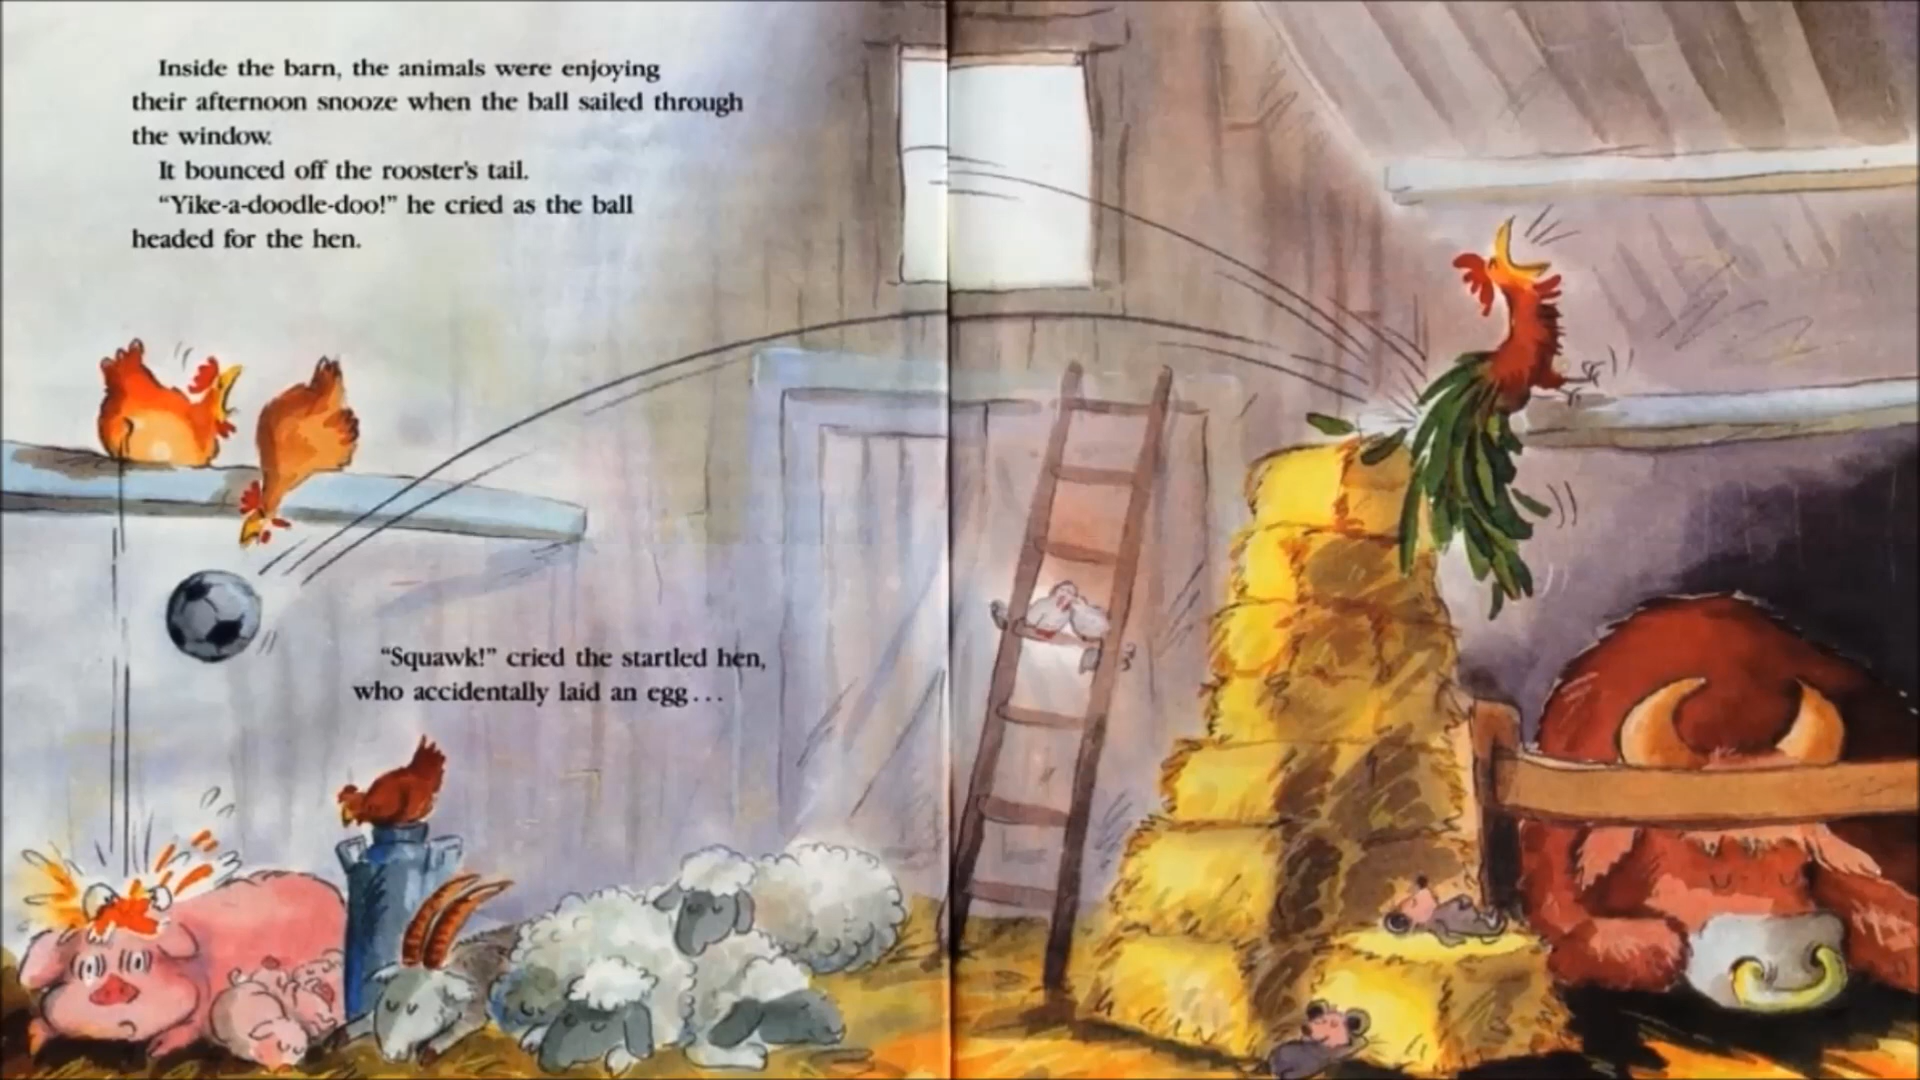 Inside the barn, the animals were enjoying
their afternoon snooze when the ball sailed through
the window.
It bounced off the rooster's tail.
“Yike-a-doodle-doo!” he cried as the ball
headed for the hen.
“Squawk!” cried the startled hen,
who accidentally laid an egg...